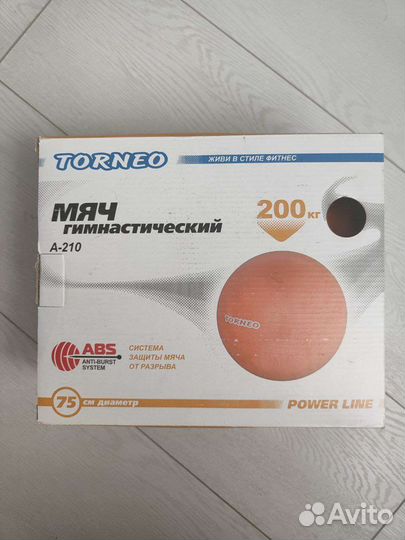 TORNEO
ЖИВИ В СТИЛЕ ФИТНЕС
МЯЧ
гимнастический
А-210
200 кг
TORNEO
ABS
ANTI-BURST
SYSTEM
СИСТЕМА
ЗАЩИТЫ МЯЧА
ОТ РАЗРЫВА
75 см диаметр
POWER LINE
Avito